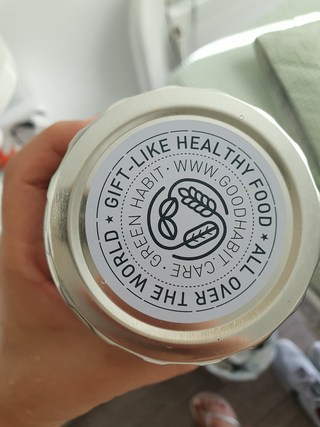 GIFT-LIKE HEALTHY FOOD ★ ALL OVER THE WORLD ★
GREEN HABIT · WWW.GOODHABIT.CARE ·